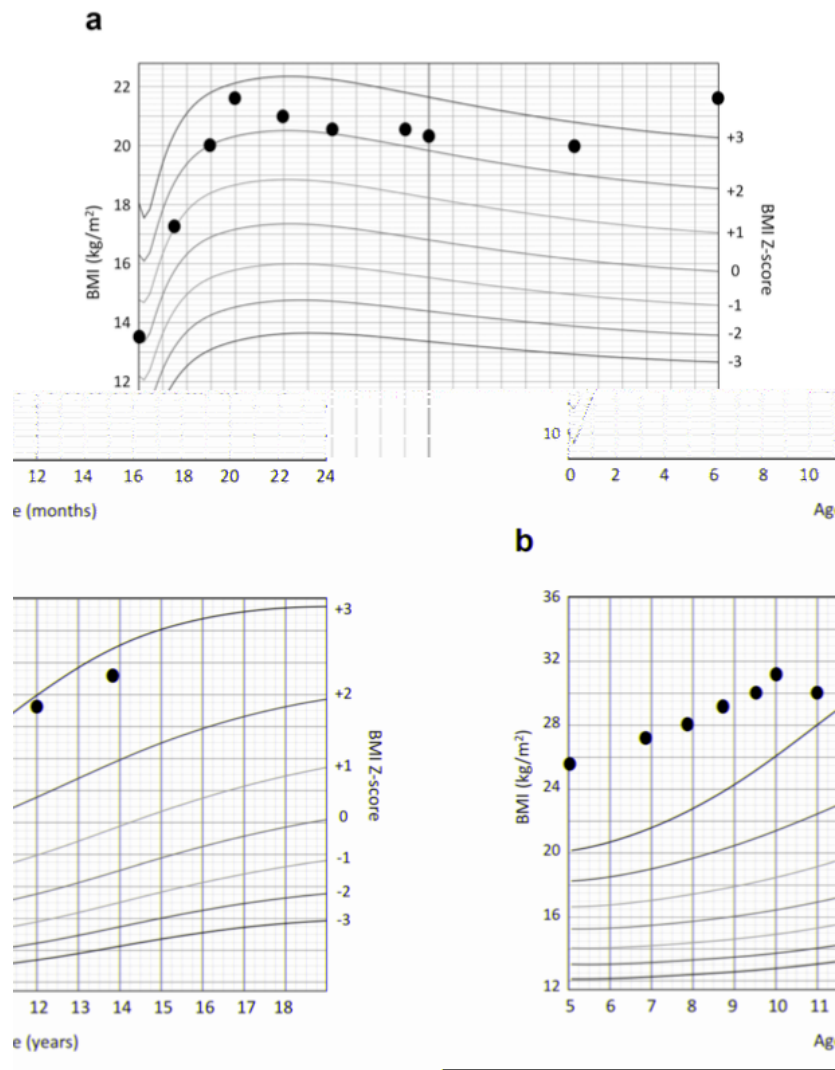 a
22
20
18
16
14
12
BMI (kg/m²)
+3
+2
+1
0
-1
-2
-3
BMI Z-score
12 14 16 18 20 22 24
e (months)
10
0 2 4 6 8 10
Age
b
+3
+2
+1
0
-1
-2
-3
BMI Z-score
12 13 14 15 16 17 18
e (years)
36
32
28
24
20
16
12
BMI (kg/m²)
5 6 7 8 9 10 11
Age